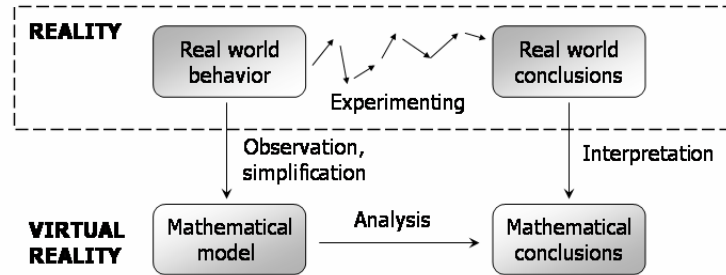 REALITY
Real world
behavior
Experimenting
Real world
conclusions
Observation,
simplification
Interpretation
VIRTUAL
REALITY
Mathematical
model
Analysis
Mathematical
conclusions